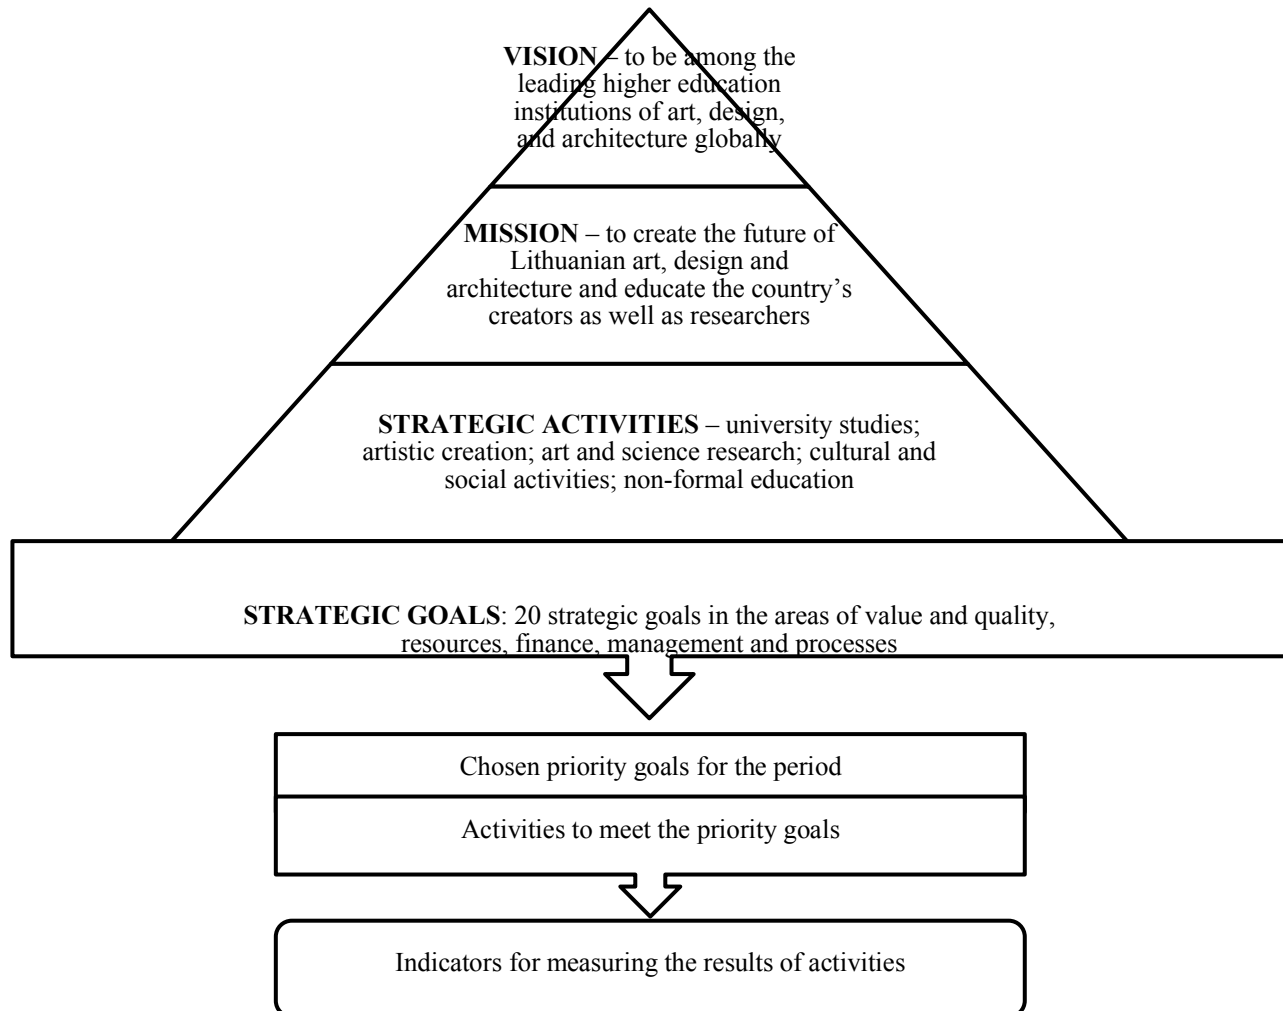 VISION – to be among the
leading higher education
institutions of art, design,
and architecture globally
MISSION – to create the future of
Lithuanian art, design and
architecture and educate the country’s
creators as well as researchers
STRATEGIC ACTIVITIES – university studies;
artistic creation; art and science research; cultural and
social activities; non-formal education
STRATEGIC GOALS: 20 strategic goals in the areas of value and quality,
resources, finance, management and processes
Chosen priority goals for the period
Activities to meet the priority goals
Indicators for measuring the results of activities